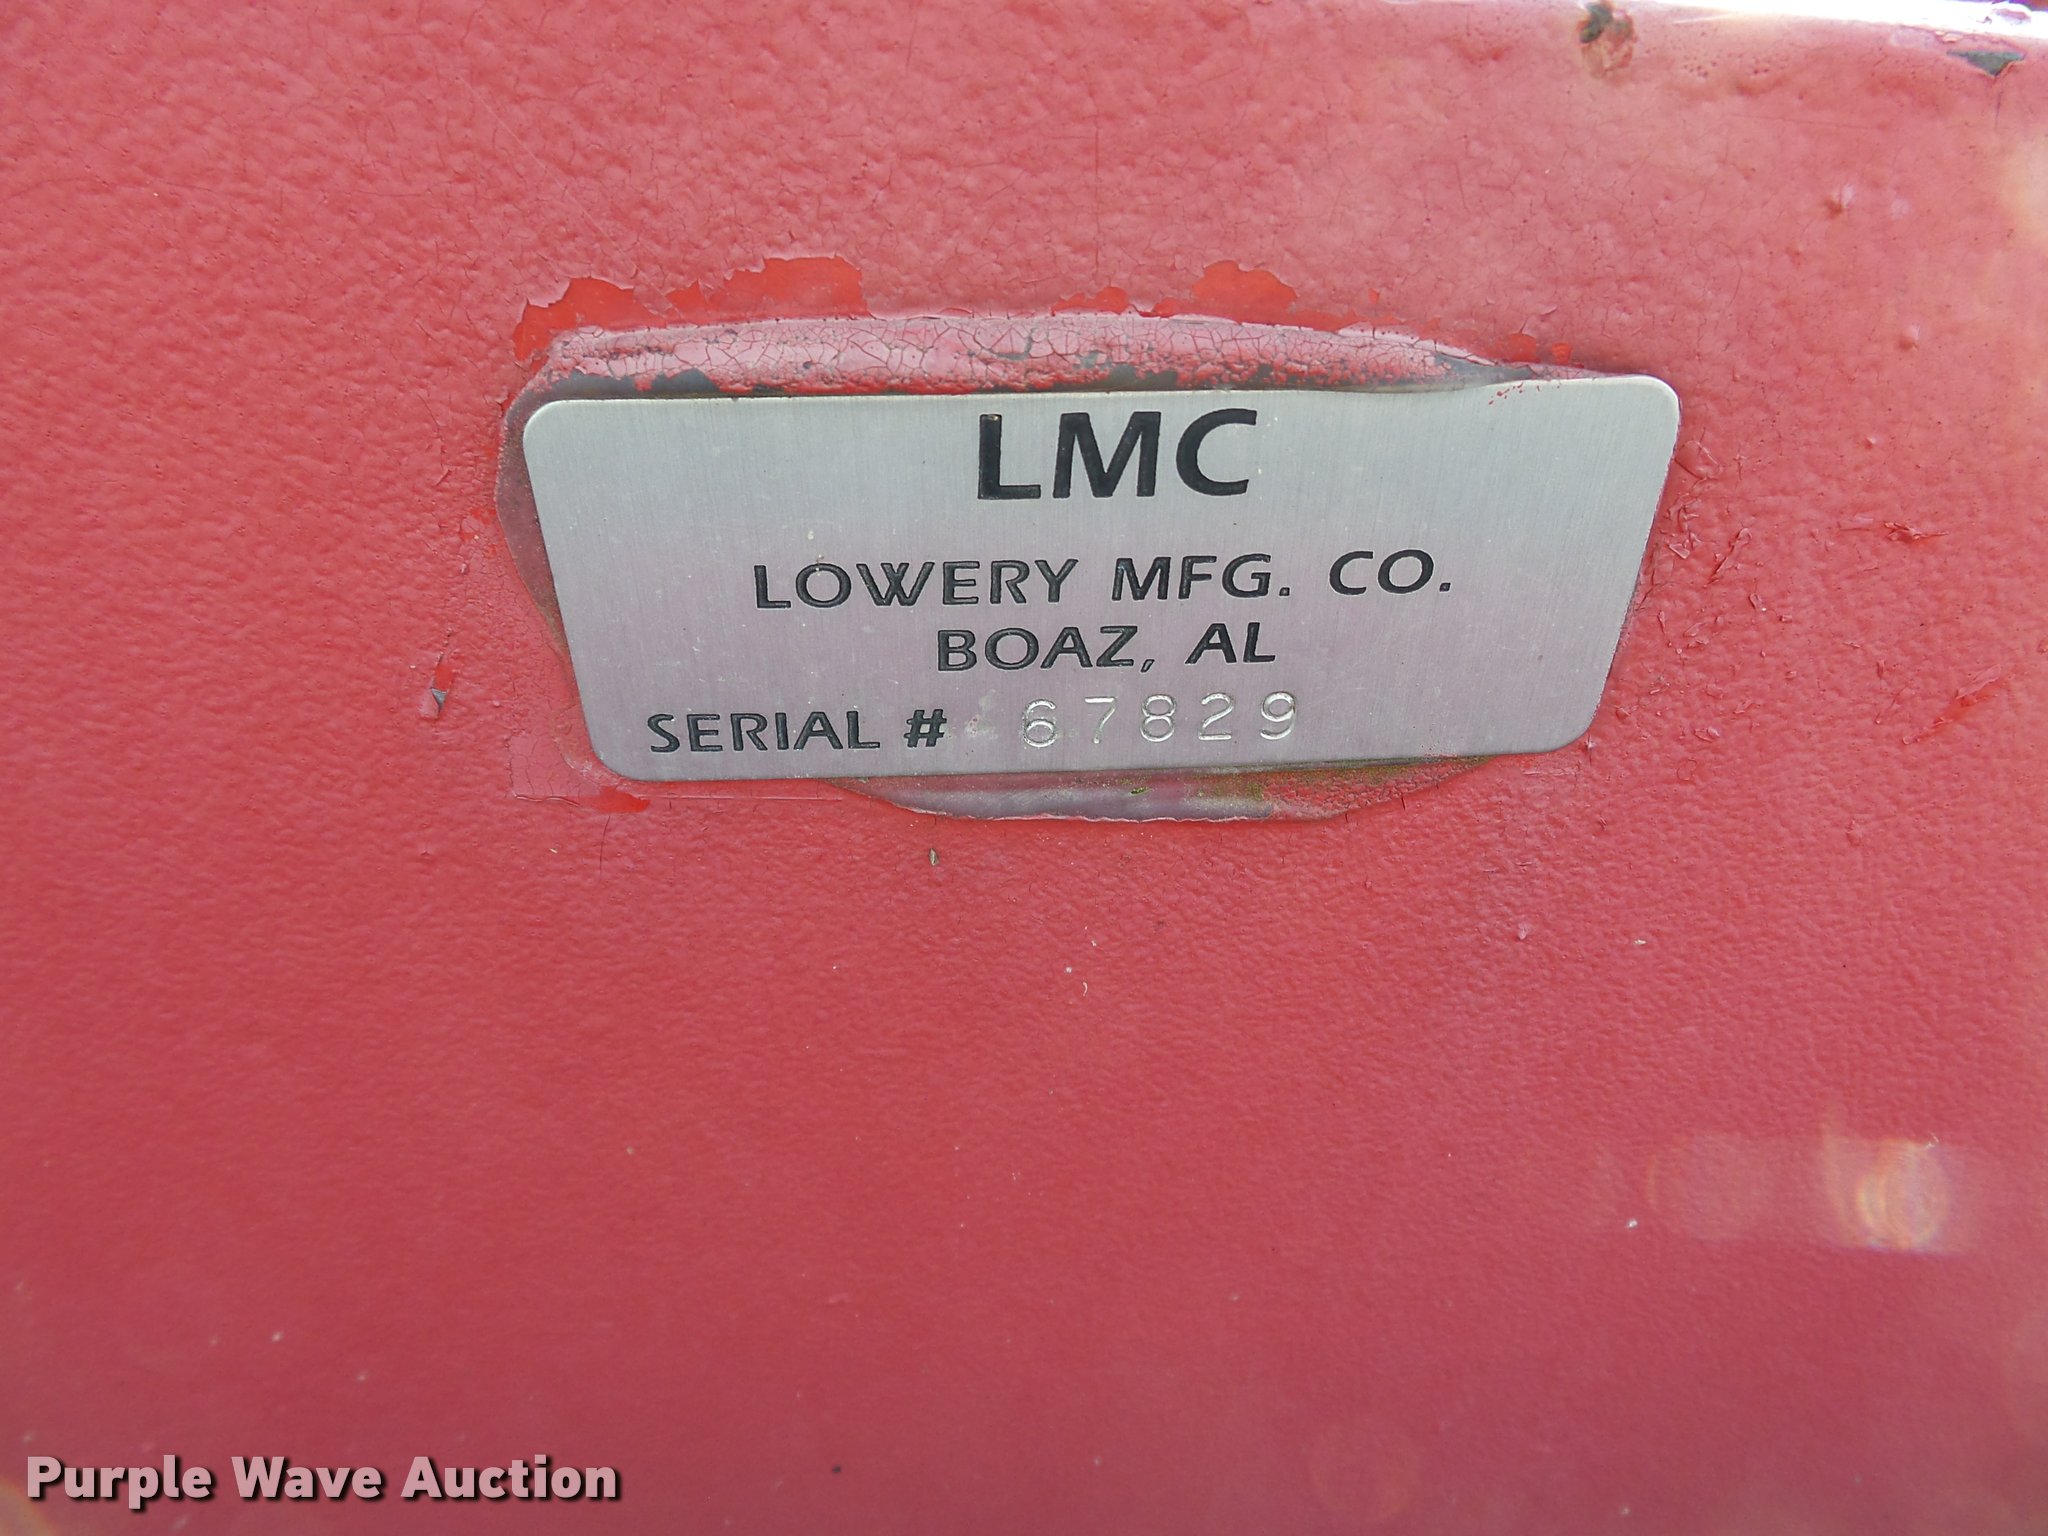 LMC
LOWERY MFG. CO.
BOAZ, AL
SERIAL # 67829
Purple Wave Auction